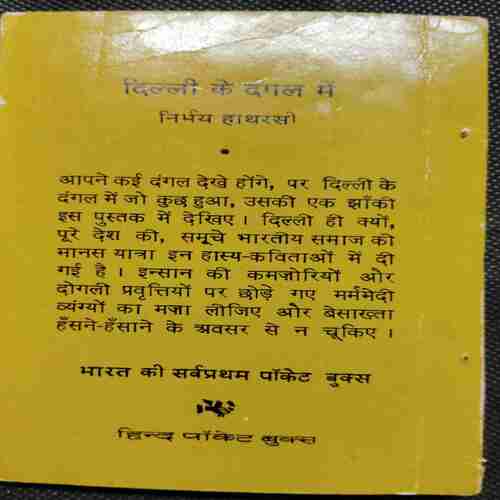 दिल्ली के दंगल में
निर्भय हाथरसी
आपने कई दंगल देखे होंगे, पर दिल्ली के
दंगल में जो कुछ हुआ, उसकी एक झाँकी
इस पुस्तक में देखिए। दिल्ली ही क्यों,
पूरे देश की, समूचे भारतीय समाज की
मानस यात्रा इन हास्य-कविताओं में दी
गई है। इन्सान की कमज़ोरियों और
दोगली प्रवृत्तियों पर छोड़े गए मर्मभेदी
व्यंग्यों का मज़ा लीजिए और बेसाख्ता
हँसने-हँसाने के अवसर से न चूकिए।
भारत की सर्वप्रथम पॉकेट बुक्स
हिन्द पॉकेट बुक्स